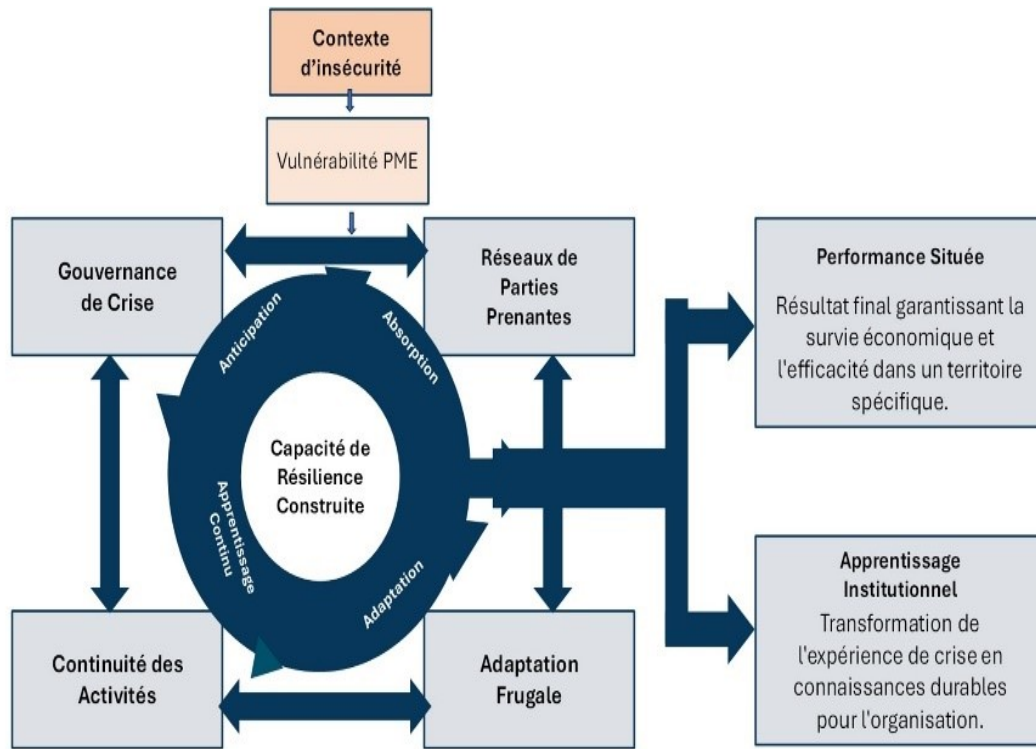 Contexte
d'insécurité
Vulnérabilité PME
Gouvernance
de Crise
Réseaux de
Parties
Prenantes
Anticipation
Absorption
Capacité de
Résilience
Construite
Apprentissage
Continu
Adaptation
Continuité des
Activités
Adaptation
Frugale
Performance Située
Résultat final garantissant la
survie économique et
l'efficacité dans un territoire
spécifique.
Apprentissage
Institutionnel
Transformation de
l'expérience de crise en
connaissances durables
pour l'organisation.